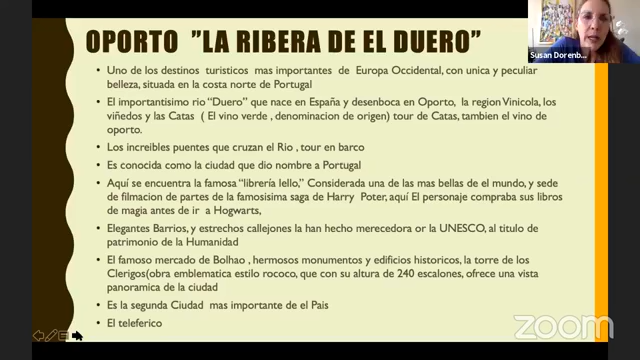 OPORTO "LA RIBERA DE EL DUERO"
Susan Dorenb...
• Uno de los destinos turisticos mas importantes de Europa Occidental, con unica y peculiar
belleza, situada en la costa norte de Portugal
• El importantisimo rio "Duero" que nace en España y desenboca en Oporto, la region Vinicola, los
viñedos y las Catas ( El vino verde , denominacion de origen) tour de Catas, tambien el vino de
oporto.
• Los increibles puentes que cruzan el Rio , tour en barco
• Es conocida como la ciudad que dio nombre a Portugal
• Aquí se encuentra la famosa "librería lello," Considerada una de las mas bellas de el mundo, y sede
de filmacion de partes de la famosisima saga de Harry Poter, aquí El personaje compraba sus libros
de magia antes de ir a Hogwarts,
• Elegantes Barrios, y estrechos callejones la han hecho merecedora or la UNESCO, al titulo de
patrimonio de la Humanidad
• El famoso mercado de Bolhao , hermosos monumentos y edificios historicos, la torre de los
Clerigos(obra emblematica estilo rococo, que con su altura de 240 escalones, ofrece una vista
panoramica de la ciudad
• Es la segunda Ciudad mas importante de el Pais
• El teleferico
zoom